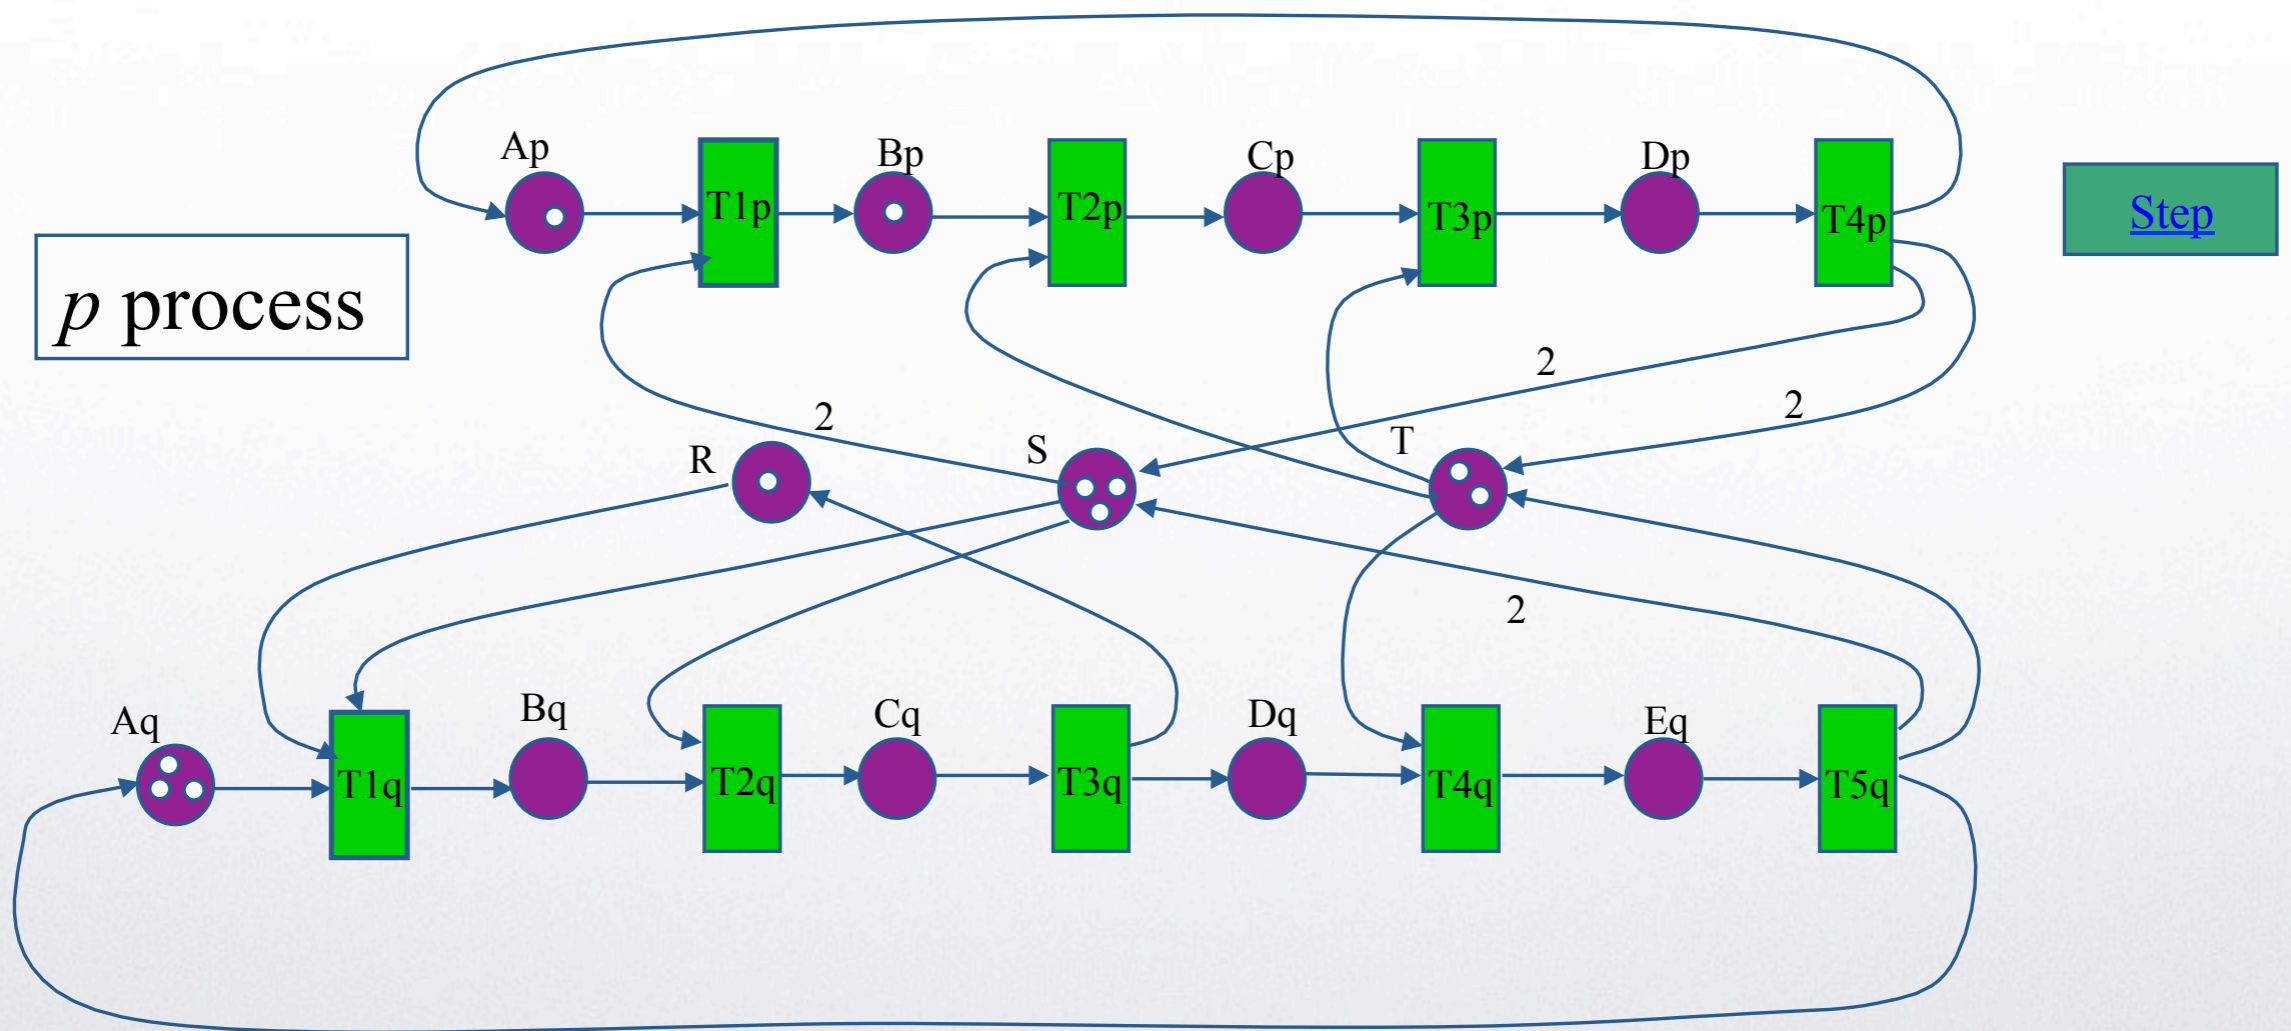 Ap
T1p
Bp
T2p
Cp
T3p
Dp
T4p
Step
p process
2
2
2
R
S
T
2
Aq
T1q
Bq
T2q
Cq
T3q
Dq
T4q
Eq
T5q